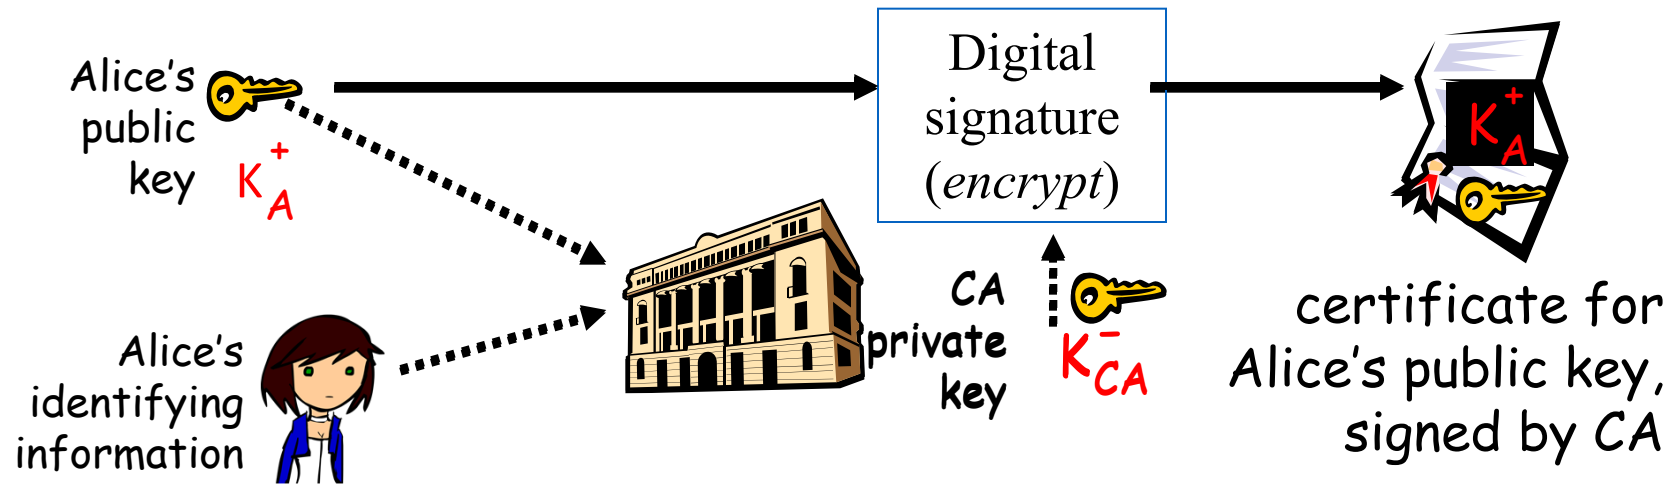 Alice's
public
key
K+A
Digital
signature
(encrypt)
K+A
Alice's
identifying
information
CA
private
key
K-CA
certificate for
Alice's public key,
signed by CA